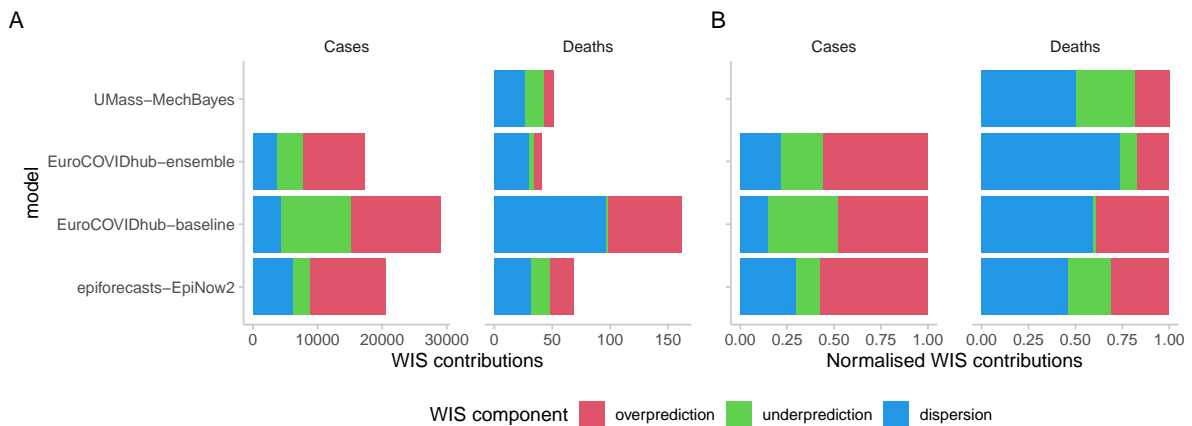 A
B
Cases
Deaths
Cases
Deaths
model
UMass−MechBayes
EuroCOVIDhub−ensemble
EuroCOVIDhub−baseline
epiforecasts−EpiNow2
0 10000 20000 30000
0 50 100 150
0.00 0.25 0.50 0.75 1.00
0.00 0.25 0.50 0.75 1.00
WIS contributions
Normalised WIS contributions
WIS component overprediction underprediction dispersion